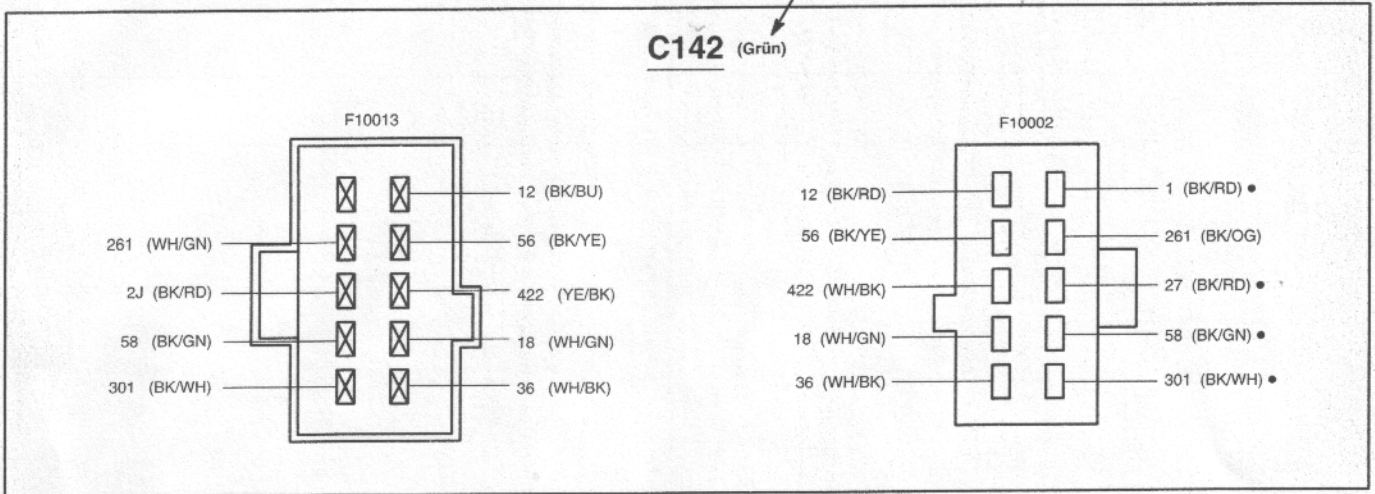 C142 (Grün)
F10013
12 (BK/BU)
261 (WH/GN)
56 (BK/YE)
2J (BK/RD)
422 (YE/BK)
58 (BK/GN)
18 (WH/GN)
301 (BK/WH)
36 (WH/BK)
F10002
12 (BK/RD)
1 (BK/RD) •
56 (BK/YE)
261 (BK/OG)
422 (WH/BK)
27 (BK/RD) •
18 (WH/GN)
58 (BK/GN) •
36 (WH/BK)
301 (BK/WH) •